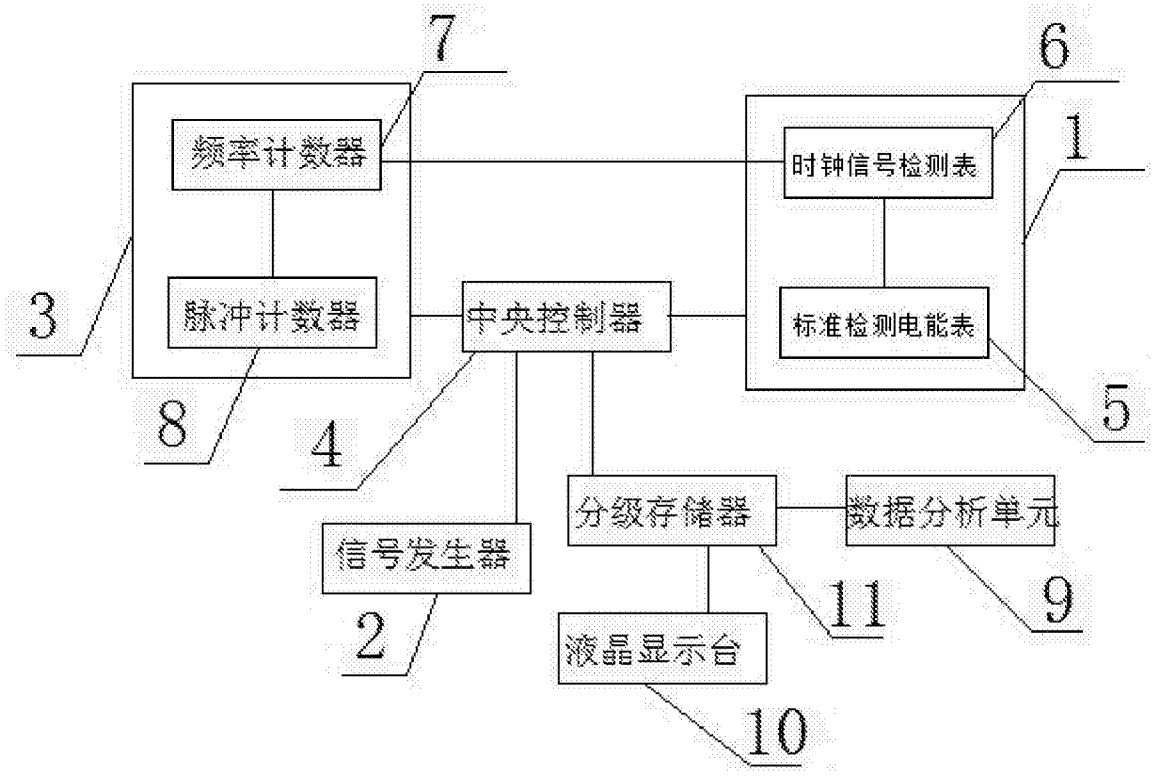 7
6
频率计数器
时钟信号检测表
1
3
脉冲计数器
中央控制器
标准检测电能表
8
4
5
分级存储器
数据分析单元
信号发生器
2
11
9
液晶显示台
10